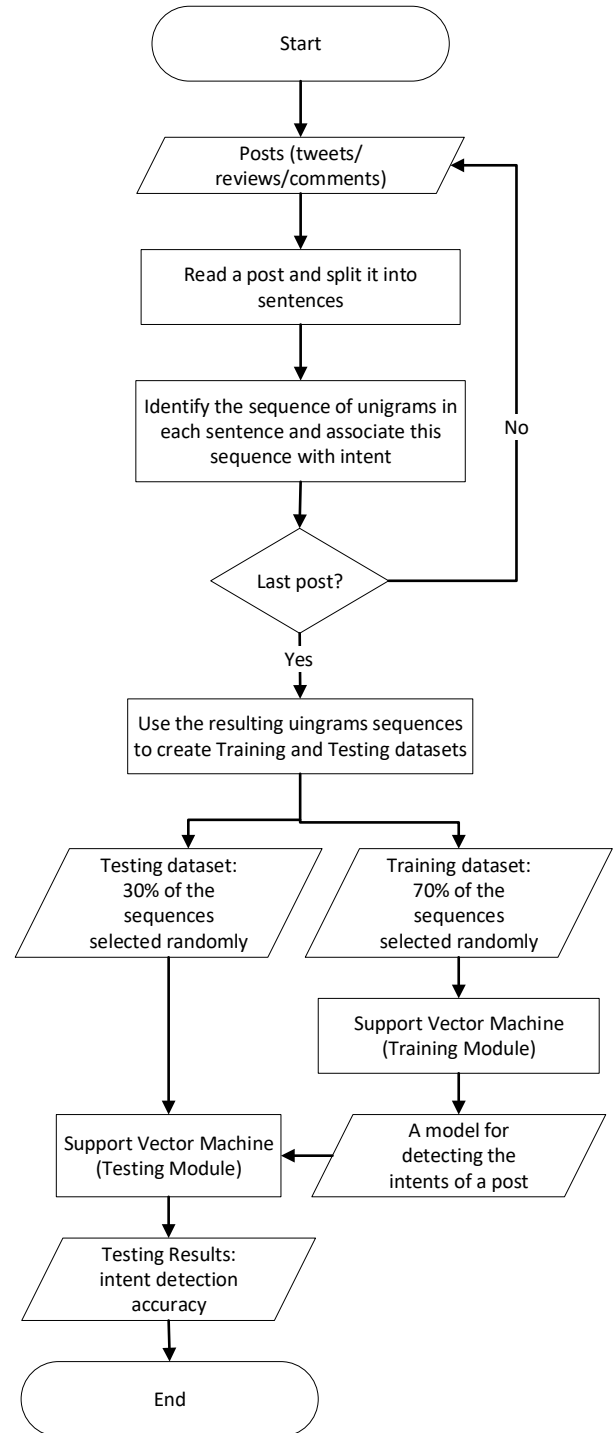 Start
Posts (tweets/
reviews/comments)
Read a post and split it into
sentences
Identify the sequence of unigrams in
each sentence and associate this
sequence with intent
No
Last post?
Yes
Use the resulting uingrams sequences
to create Training and Testing datasets
Testing dataset:
30% of the
sequences
selected randomly
Training dataset:
70% of the
sequences
selected randomly
Support Vector Machine
(Training Module)
Support Vector Machine
(Testing Module)
A model for
detecting the
intents of a post
Testing Results:
intent detection
accuracy
End